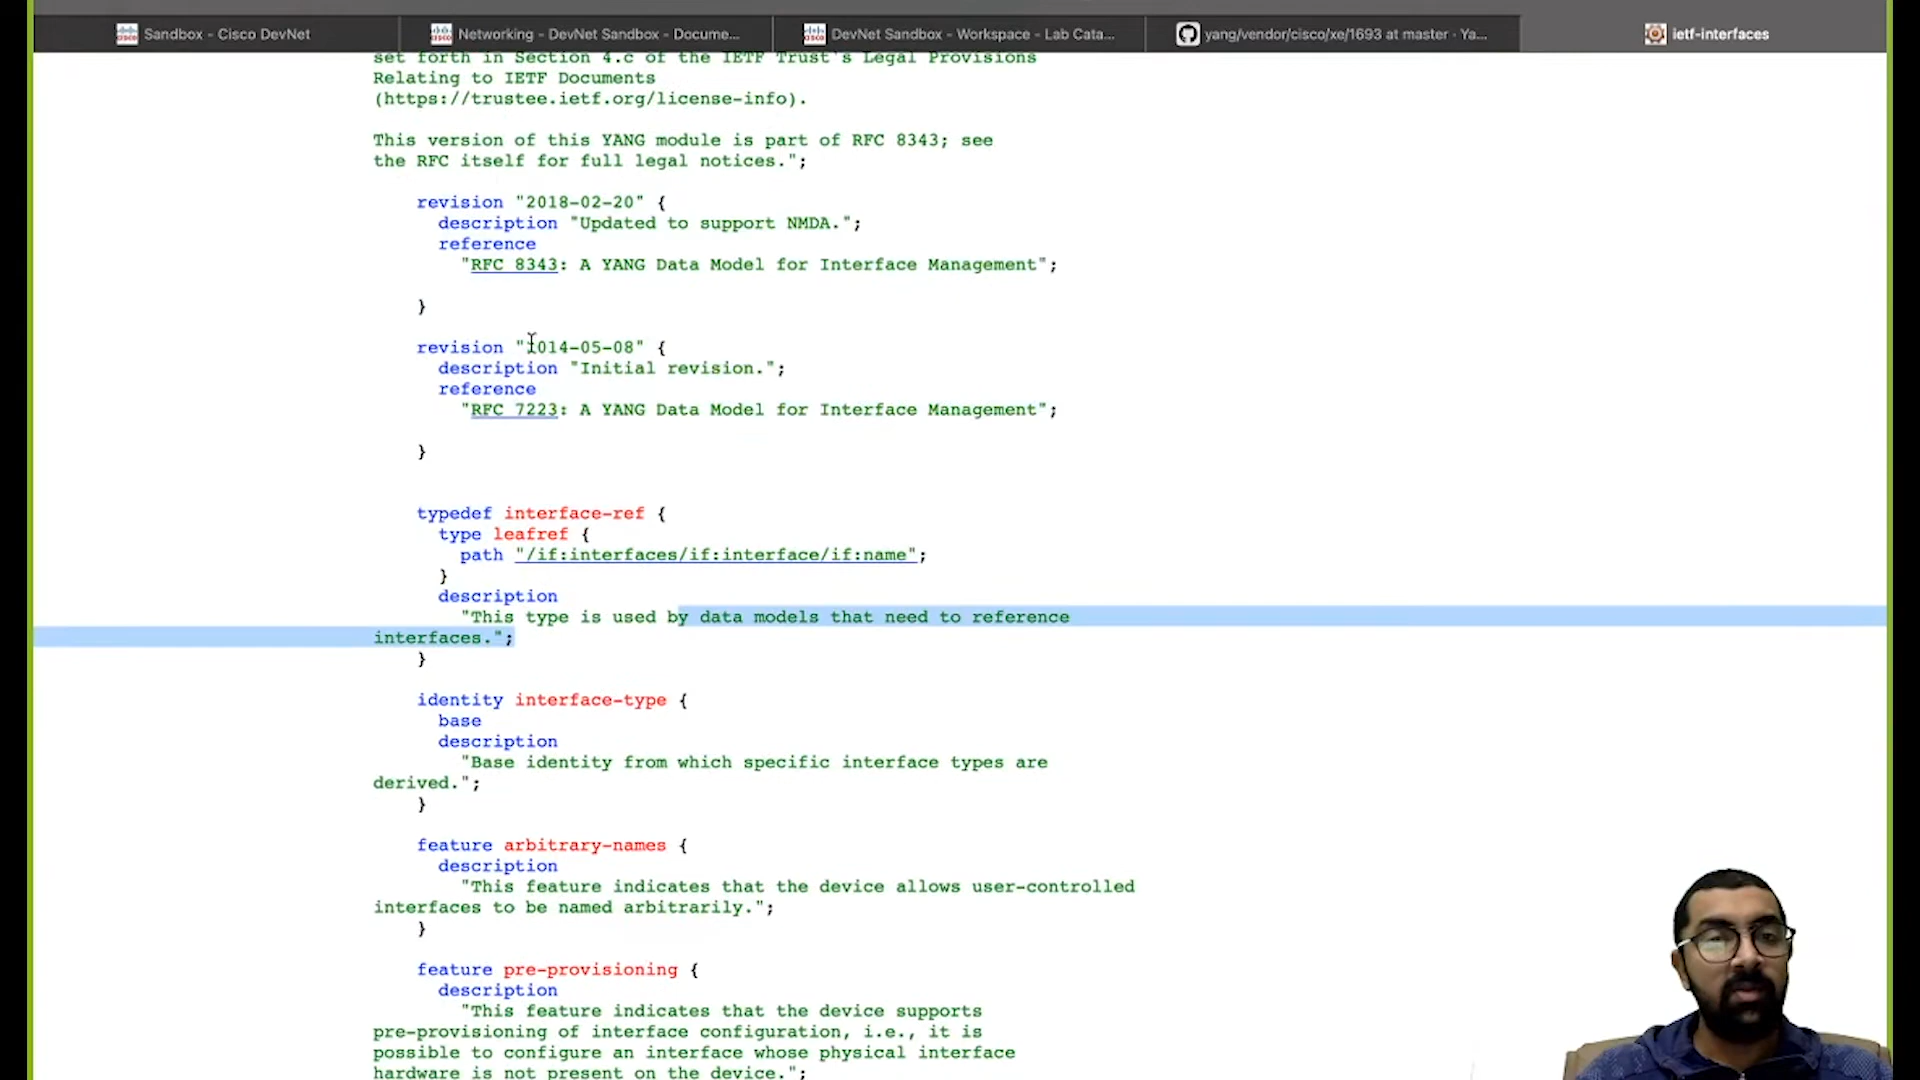 Sandbox - Cisco DevNet
Networking - DevNet Sandbox - Docume...
DevNet Sandbox - Workspace - Lab Cata...
yang/vendor/cisco/xe/1693 at master · Ya...
ietf-interfaces
set forth in Section 4.c of the IETF Trust's Legal Provisions
Relating to IETF Documents
(https://trustee.ietf.org/license-info).
This version of this YANG module is part of RFC 8343; see
the RFC itself for full legal notices.";
revision "2018-02-20" {
description "Updated to support NMDA.";
reference
"RFC 8343: A YANG Data Model for Interface Management";
}
revision "2014-05-08" {
description "Initial revision.";
reference
"RFC 7223: A YANG Data Model for Interface Management";
}
typedef interface-ref {
type leafref {
path "/if:interfaces/if:interface/if:name";
}
description
"This type is used by data models that need to reference
interfaces.";
}
identity interface-type {
base
description
"Base identity from which specific interface types are
derived.";
}
feature arbitrary-names {
description
"This feature indicates that the device allows user-controlled
interfaces to be named arbitrarily.";
}
feature pre-provisioning {
description
"This feature indicates that the device supports
pre-provisioning of interface configuration, i.e., it is
possible to configure an interface whose physical interface
hardware is not present on the device.";